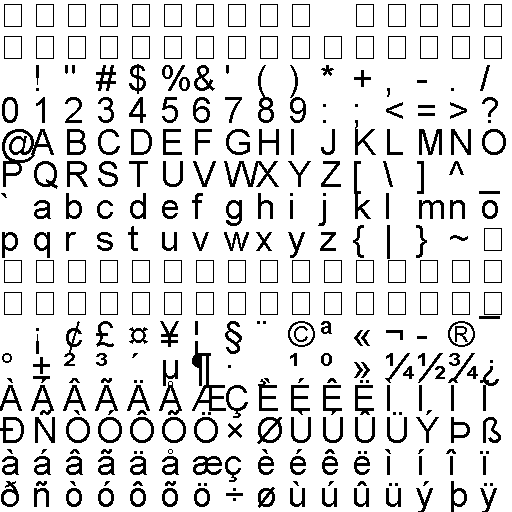 ! " # $ % & ' ( ) * + , - . /
0 1 2 3 4 5 6 7 8 9 : ; < = > ?
@ A B C D E F G H I J K L M N O
P Q R S T U V W X Y Z [ \ ] ^ _
` a b c d e f g h i j k l m n o
p q r s t u v w x y z { | } ~
¡ ¢ £ ¤ ¥ ¦ § ¨ © ª « ¬ - ® ¯
° ± ² ³ ´ µ ¶ · ¹ º » ¼ ½ ¾ ¿
À Á Â Ã Ä Å Æ Ç È É Ê Ë Ì Í Î Ï
Ð Ñ Ò Ó Ô Õ Ö × Ø Ù Ú Û Ü Ý Þ ß
à á â ã ä å æ ç è é ê ë ì í î ï
ð ñ ò ó ô õ ö ÷ ø ù ú û ü ý þ ÿ